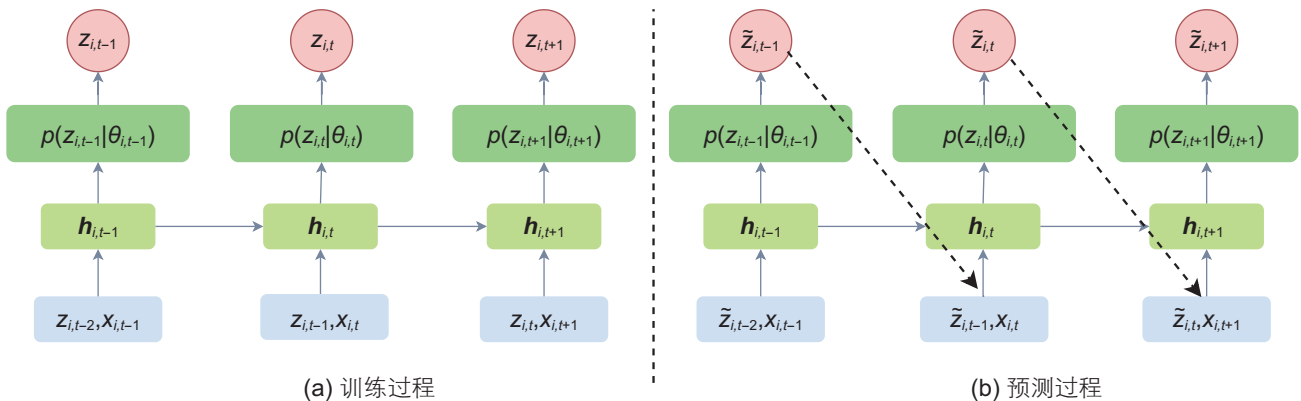 z_{i,t−1} z_{i,t} z_{i,t+1} z̃_{i,t−1} z̃_{i,t} z̃_{i,t+1}
p(z_{i,t−1}|θ_{i,t−1}) p(z_{i,t}|θ_{i,t}) p(z_{i,t+1}|θ_{i,t+1}) p(z_{i,t−1}|θ_{i,t−1}) p(z_{i,t}|θ_{i,t}) p(z_{i,t+1}|θ_{i,t+1})
h_{i,t−1} h_{i,t} h_{i,t+1} h_{i,t−1} h_{i,t} h_{i,t+1}
z_{i,t−2},x_{i,t−1} z_{i,t−1},x_{i,t} z_{i,t},x_{i,t+1} z̃_{i,t−2},x_{i,t−1} z̃_{i,t−1},x_{i,t} z̃_{i,t},x_{i,t+1}
(a) 训练过程 (b) 预测过程